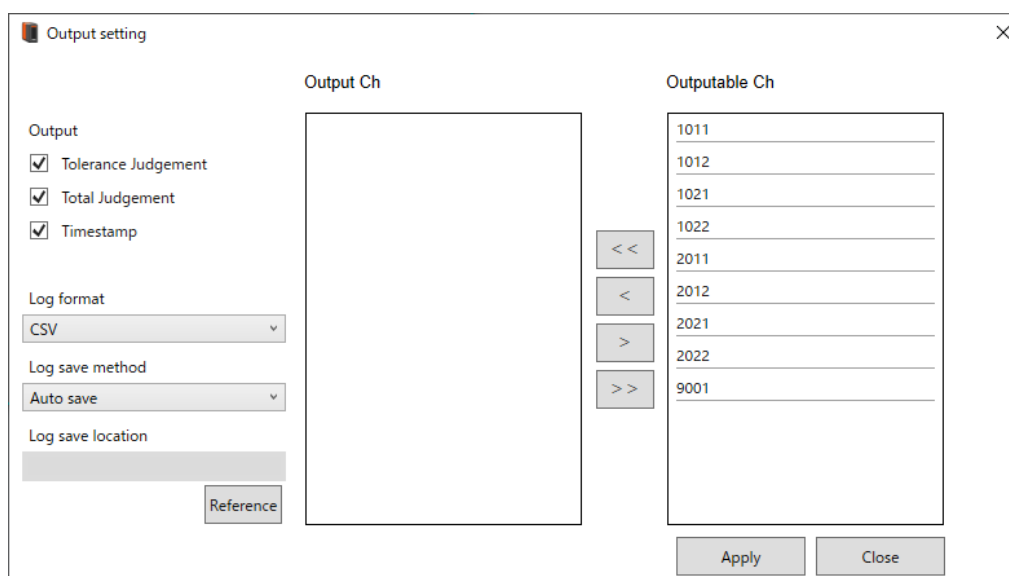 Output setting
Output Ch
Outputable Ch
Output
Tolerance Judgement
Total Judgement
Timestamp
Log format
CSV
Log save method
Auto save
Log save location
Reference
<<
<
>
>>
1011
1012
1021
1022
2011
2012
2021
2022
9001
Apply
Close